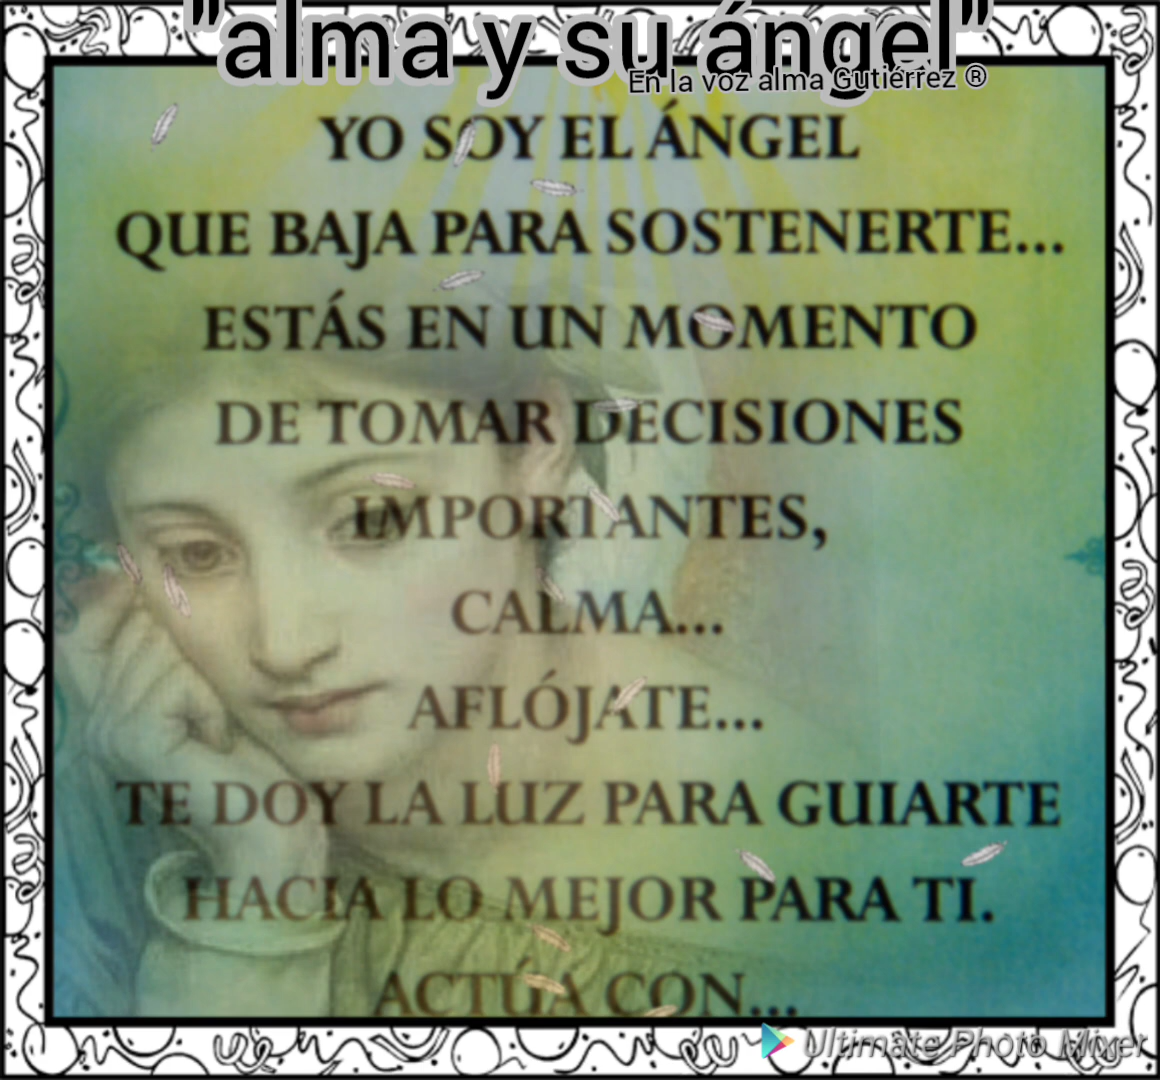 "alma y su ángel"
En la voz alma Gutiérrez ®
YO SOY EL ÁNGEL
QUE BAJA PARA SOSTENERTE...
ESTÁS EN UN MOMENTO
DE TOMAR DECISIONES
IMPORTANTES,
CALMA...
AFLÓJATE...
TE DOY LA LUZ PARA GUIARTE
HACIA LO MEJOR PARA TI.
ACTÚA CON...
Ultimate Photo Mixer